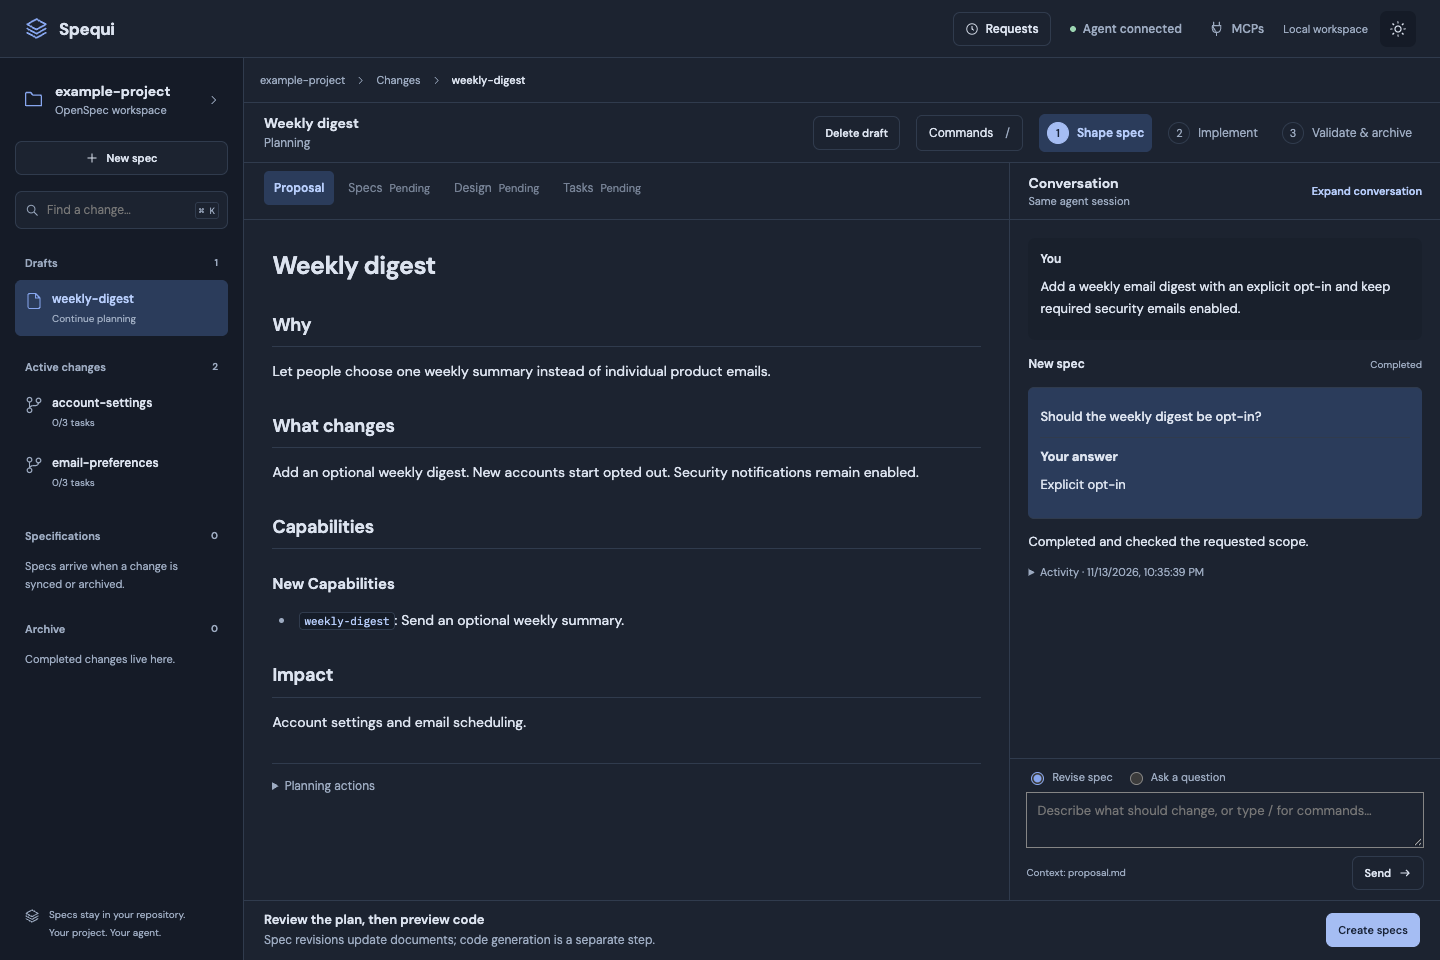 Spequi
Requests
Agent connected
MCPs
Local workspace
example-project
OpenSpec workspace
New spec
Find a change...
⌘ K
Drafts 1
weekly-digest
Continue planning
Active changes 2
account-settings
0/3 tasks
email-preferences
0/3 tasks
Specifications 0
Specs arrive when a change is
synced or archived.
Archive 0
Completed changes live here.
Specs stay in your repository.
Your project. Your agent.
example-project > Changes > weekly-digest
Weekly digest
Planning
Delete draft
Commands /
1 Shape spec
2 Implement
3 Validate & archive
Proposal
Specs Pending
Design Pending
Tasks Pending
Weekly digest
Why
Let people choose one weekly summary instead of individual product emails.
What changes
Add an optional weekly digest. New accounts start opted out. Security notifications remain enabled.
Capabilities
New Capabilities
• weekly-digest: Send an optional weekly summary.
Impact
Account settings and email scheduling.
Planning actions
Conversation
Same agent session
Expand conversation
You
Add a weekly email digest with an explicit opt-in and keep
required security emails enabled.
New spec
Completed
Should the weekly digest be opt-in?
Your answer
Explicit opt-in
Completed and checked the requested scope.
Activity · 11/13/2026, 10:35:39 PM
Revise spec
Ask a question
Describe what should change, or type / for commands...
Context: proposal.md
Send →
Review the plan, then preview code
Spec revisions update documents; code generation is a separate step.
Create specs